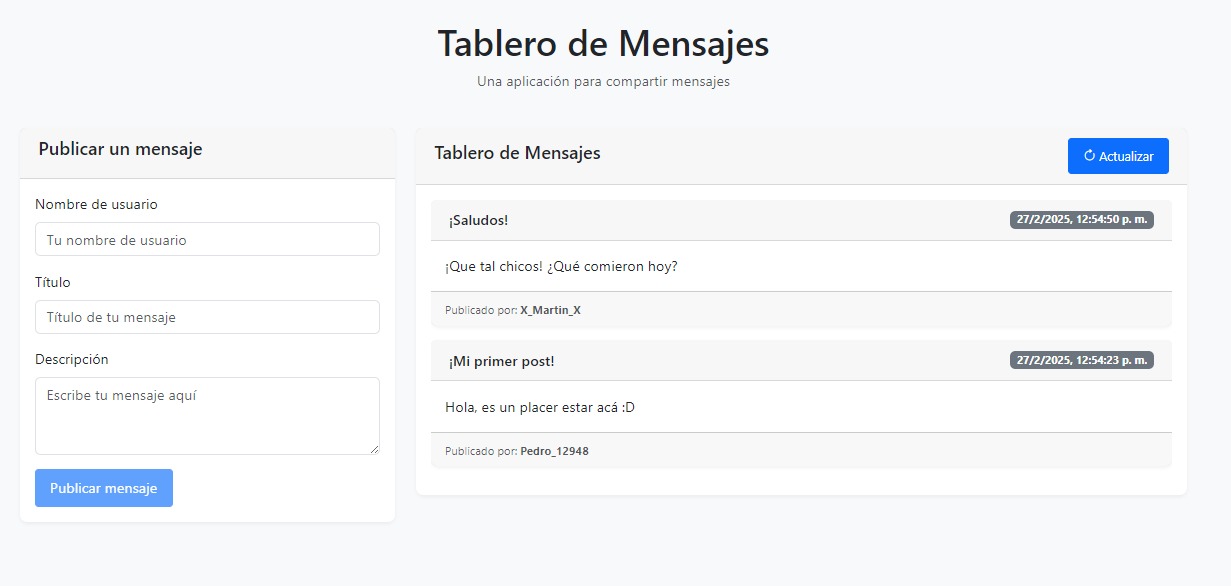 Tablero de Mensajes
Una aplicación para compartir mensajes
Publicar un mensaje
Nombre de usuario
Tu nombre de usuario
Título
Título de tu mensaje
Descripción
Escribe tu mensaje aquí
Publicar mensaje
Tablero de Mensajes
Actualizar
¡Saludos!
27/2/2025, 12:54:50 p. m.
¡Que tal chicos! ¿Qué comieron hoy?
Publicado por: X_Martin_X
¡Mi primer post!
27/2/2025, 12:54:23 p. m.
Hola, es un placer estar acá :D
Publicado por: Pedro_12948